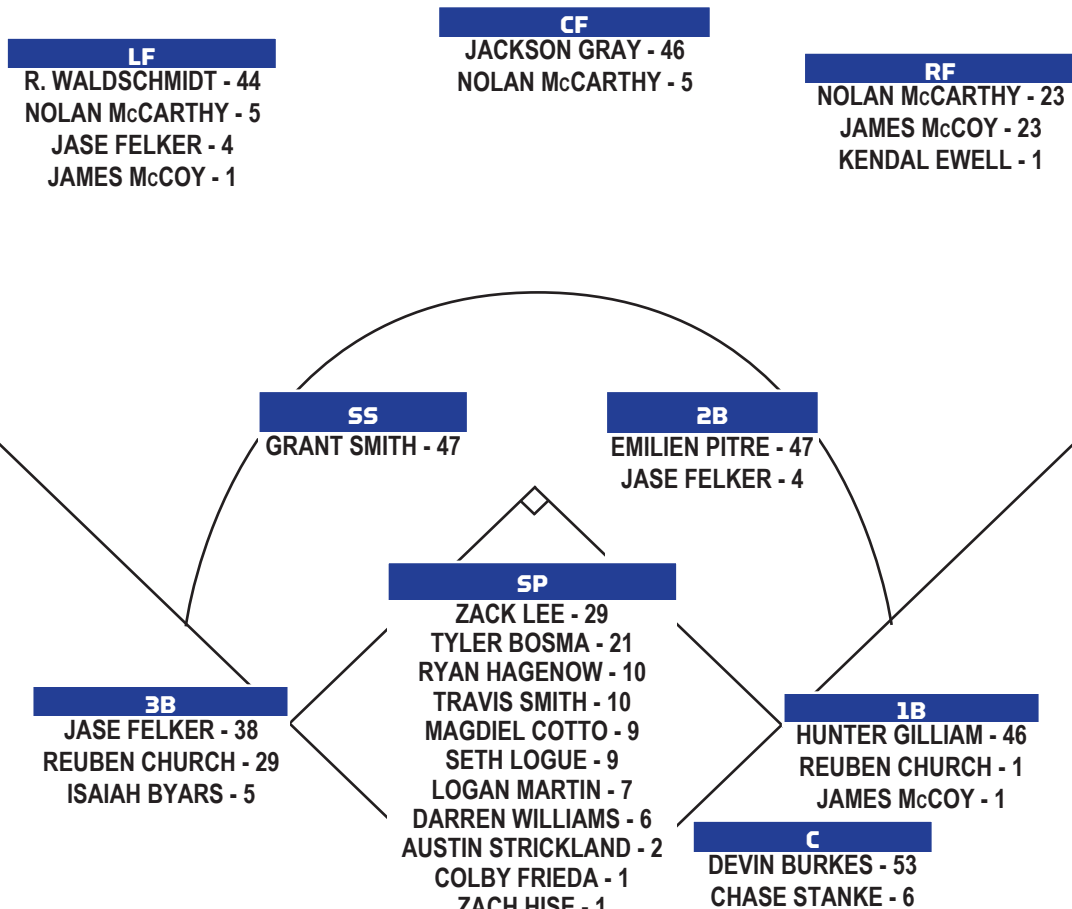 CF
JACKSON GRAY - 46
NOLAN McCARTHY - 5
LF
R. WALDSCHMIDT - 44
NOLAN McCARTHY - 5
JASE FELKER - 4
JAMES McCOY - 1
RF
NOLAN McCARTHY - 23
JAMES McCOY - 23
KENDAL EWELL - 1
SS
GRANT SMITH - 47
2B
EMILIEN PITRE - 47
JASE FELKER - 4
SP
ZACK LEE - 29
TYLER BOSMA - 21
RYAN HAGENOW - 10
TRAVIS SMITH - 10
MAGDIEL COTTO - 9
SETH LOGUE - 9
LOGAN MARTIN - 7
DARREN WILLIAMS - 6
AUSTIN STRICKLAND - 2
COLBY FRIEDA - 1
ZACH HISE - 1
3B
JASE FELKER - 38
REUBEN CHURCH - 29
ISAIAH BYARS - 5
1B
HUNTER GILLIAM - 46
REUBEN CHURCH - 1
JAMES McCOY - 1
C
DEVIN BURKES - 53
CHASE STANKE - 6